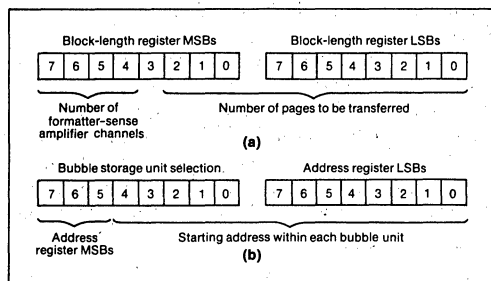 Block-length register MSBs Block-length register LSBs
7 6 5 4 3 2 1 0 7 6 5 4 3 2 1 0
Number of formatter-sense amplifier channels
Number of pages to be transferred
(a)
Bubble storage unit selection Address register LSBs
7 6 5 4 3 2 1 0 7 6 5 4 3 2 1 0
Address register MSBs
Starting address within each bubble unit
(b)